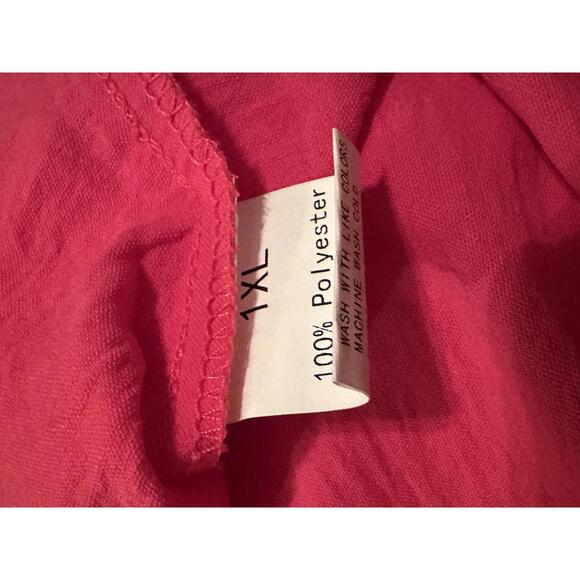 1XL
100% Polyester
WASH WITH LIKE COLORS
MACHINE WASH COLD